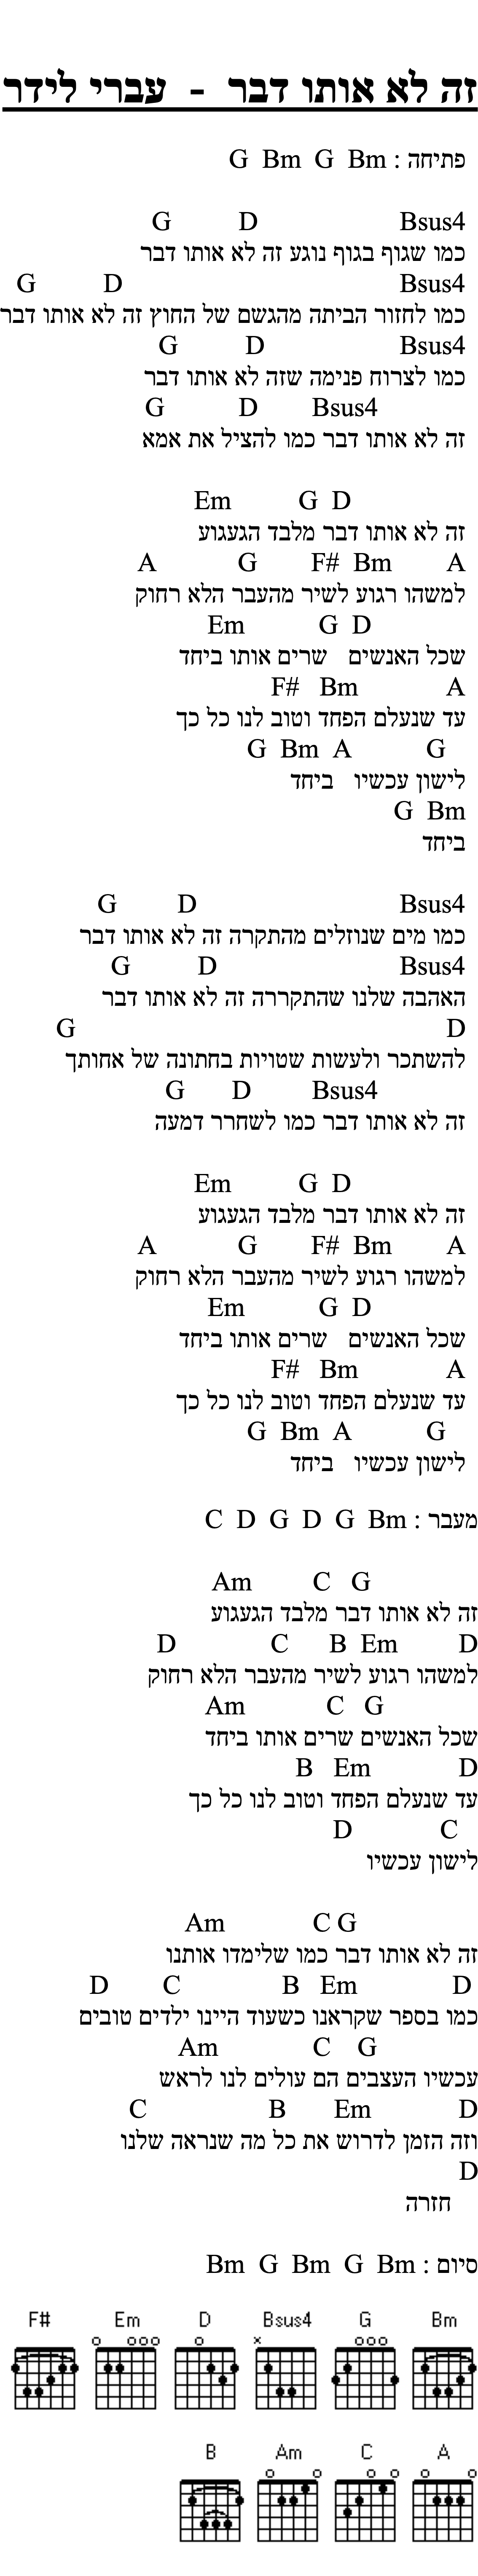 זה לא אותו דבר - עברי לידר
פתיחה : G Bm G Bm
G D Bsus4
כמו שגוף בגוף נוגע זה לא אותו דבר
G D Bsus4
כמו לחזור הביתה מהגשם של החוץ זה לא אותו דבר
G D Bsus4
כמו לצרוח פנימה שזה לא אותו דבר
G D Bsus4
זה לא אותו דבר כמו להציל את אמא
Em G D
זה לא אותו דבר מלבד הגעגוע
A G F# Bm A
למשהו רגוע לשיר מהעבר הלא רחוק
Em G D
שכל האנשים שרים אותו ביחד
F# Bm A
עד שנעלם הפחד וטוב לנו כל כך
G Bm A G
לישון עכשיו ביחד
G Bm
ביחד
G D Bsus4
כמו מים שנוזלים מהתקרה זה לא אותו דבר
G D Bsus4
האהבה שלנו שהתקררה זה לא אותו דבר
G D
להשתכר ולעשות שטויות בחתונה של אחותך
G D Bsus4
זה לא אותו דבר כמו לשחרר דמעה
Em G D
זה לא אותו דבר מלבד הגעגוע
A G F# Bm A
למשהו רגוע לשיר מהעבר הלא רחוק
Em G D
שכל האנשים שרים אותו ביחד
F# Bm A
עד שנעלם הפחד וטוב לנו כל כך
G Bm A G
לישון עכשיו ביחד
מעבר : C D G D G Bm
Am C G
זה לא אותו דבר מלבד הגעגוע
D C B Em D
למשהו רגוע לשיר מהעבר הלא רחוק
Am C G
שכל האנשים שרים אותו ביחד
B Em D
עד שנעלם הפחד וטוב לנו כל כך
D C
לישון עכשיו
Am C G
זה לא אותו דבר כמו שלימדו אותנו
D C B Em D
כמו בספר שקראנו כשעוד היינו ילדים טובים
Am C G
עכשיו העצבים הם עולים לנו לראש
C B Em D
וזה הזמן לדרוש את כל מה שנראה שלנו
D
חזרה
סיום : Bm G Bm G Bm
F# Em D Bsus4 G Bm
B Am C A